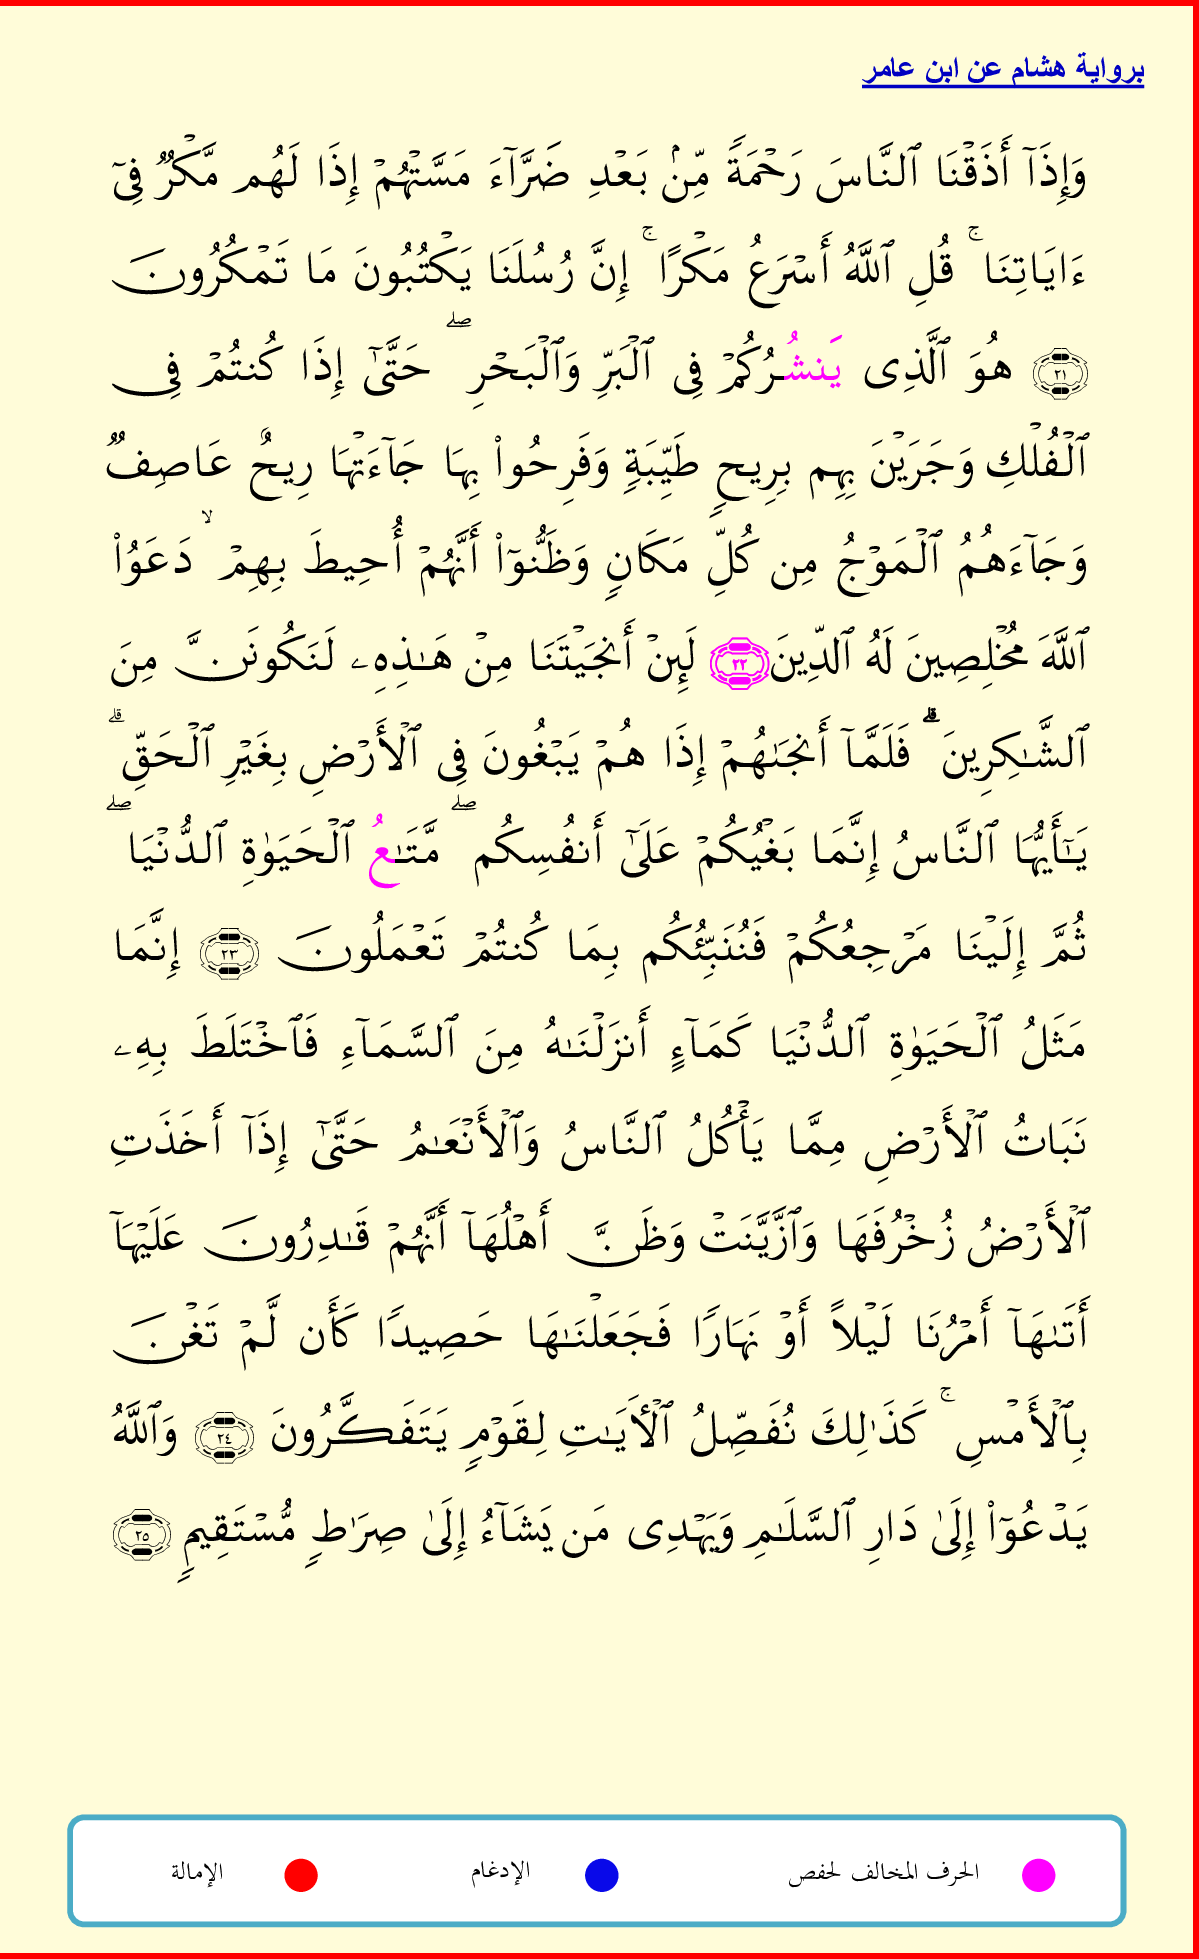 برواية هشام عن ابن عامر
وَإِذَآ أَذَقۡنَا ٱلنَّاسَ رَحۡمَةً مِّنۢ بَعۡدِ ضَرَّآءَ مَسَّتۡهُمۡ إِذَا لَهُم مَّكۡرٌ فِىٓ
ءَايَاتِنَا ۚ قُلِ ٱللَّهُ أَسۡرَعُ مَكۡرًا ۚ إِنَّ رُسُلَنَا يَكۡتُبُونَ مَا تَمۡكُرُونَ
٢١ هُوَ ٱلَّذِى يَنشُرُكُمۡ فِى ٱلۡبَرِّ وَٱلۡبَحۡرِ ۖ حَتَّىٰٓ إِذَا كُنتُمۡ فِى
ٱلۡفُلۡكِ وَجَرَيۡنَ بِهِم بِرِيحٍ طَيِّبَةٍ وَفَرِحُواْ بِهَا جَآءَتۡهَا رِيحٌ عَاصِفٌ
وَجَآءَهُمُ ٱلۡمَوۡجُ مِن كُلِّ مَكَانٍ وَظَنُّوٓاْ أَنَّهُمۡ أُحِيطَ بِهِمۡ ۙ دَعَوُاْ
ٱللَّهَ مُخۡلِصِينَ لَهُ ٱلدِّينَ ٢٢ لَئِنۡ أَنجَيۡتَنَا مِنۡ هَـٰذِهِۦ لَنَكُونَنَّ مِنَ
ٱلشَّـٰكِرِينَ ۗ فَلَمَّآ أَنجَىٰهُمۡ إِذَا هُمۡ يَبۡغُونَ فِى ٱلۡأَرۡضِ بِغَيۡرِ ٱلۡحَقِّ ۗ
يَـٰٓأَيُّهَا ٱلنَّاسُ إِنَّمَا بَغۡيُكُمۡ عَلَىٰٓ أَنفُسِكُم ۖ مَّتَـٰعُ ٱلۡحَيَوٰةِ ٱلدُّنۡيَا ۖ
ثُمَّ إِلَيۡنَا مَرۡجِعُكُمۡ فَنُنَبِّئُكُم بِمَا كُنتُمۡ تَعۡمَلُونَ ٢٣ إِنَّمَا
مَثَلُ ٱلۡحَيَوٰةِ ٱلدُّنۡيَا كَمَآءٍ أَنزَلۡنَـٰهُ مِنَ ٱلسَّمَآءِ فَٱخۡتَلَطَ بِهِۦ
نَبَاتُ ٱلۡأَرۡضِ مِمَّا يَأۡكُلُ ٱلنَّاسُ وَٱلۡأَنۡعَـٰمُ حَتَّىٰٓ إِذَآ أَخَذَتِ
ٱلۡأَرۡضُ زُخۡرُفَهَا وَٱزَّيَّنَتۡ وَظَنَّ أَهۡلُهَآ أَنَّهُمۡ قَـٰدِرُونَ عَلَيۡهَآ
أَتَىٰهَآ أَمۡرُنَا لَيۡلاً أَوۡ نَهَارًا فَجَعَلۡنَـٰهَا حَصِيدًا كَأَن لَّمۡ تَغۡنَ
بِٱلۡأَمۡسِ ۚ كَذَٲلِكَ نُفَصِّلُ ٱلۡأَيَـٰتِ لِقَوۡمٍ يَتَفَكَّرُونَ ٢٤ وَٱللَّهُ
يَدۡعُوٓاْ إِلَىٰ دَارِ ٱلسَّلَـٰمِ وَيَهۡدِى مَن يَشَآءُ إِلَىٰ صِرَٲطٍ مُّسۡتَقِيمٍ ٢٥
الحرف المخالف لحفص الإدغام الإمالة